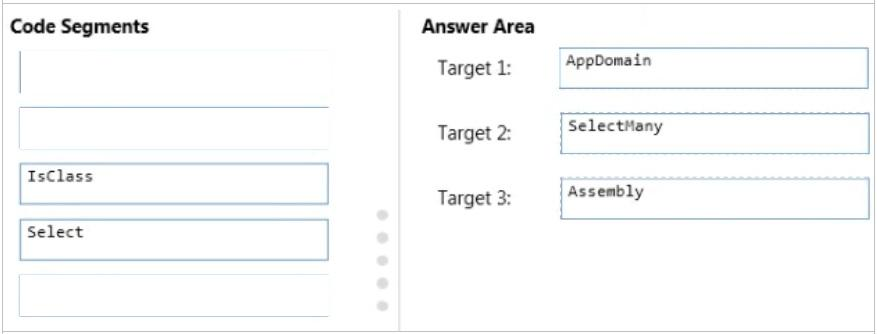 Code Segments
IsClass
Select
Answer Area
Target 1: AppDomain
Target 2: SelectMany
Target 3: Assembly